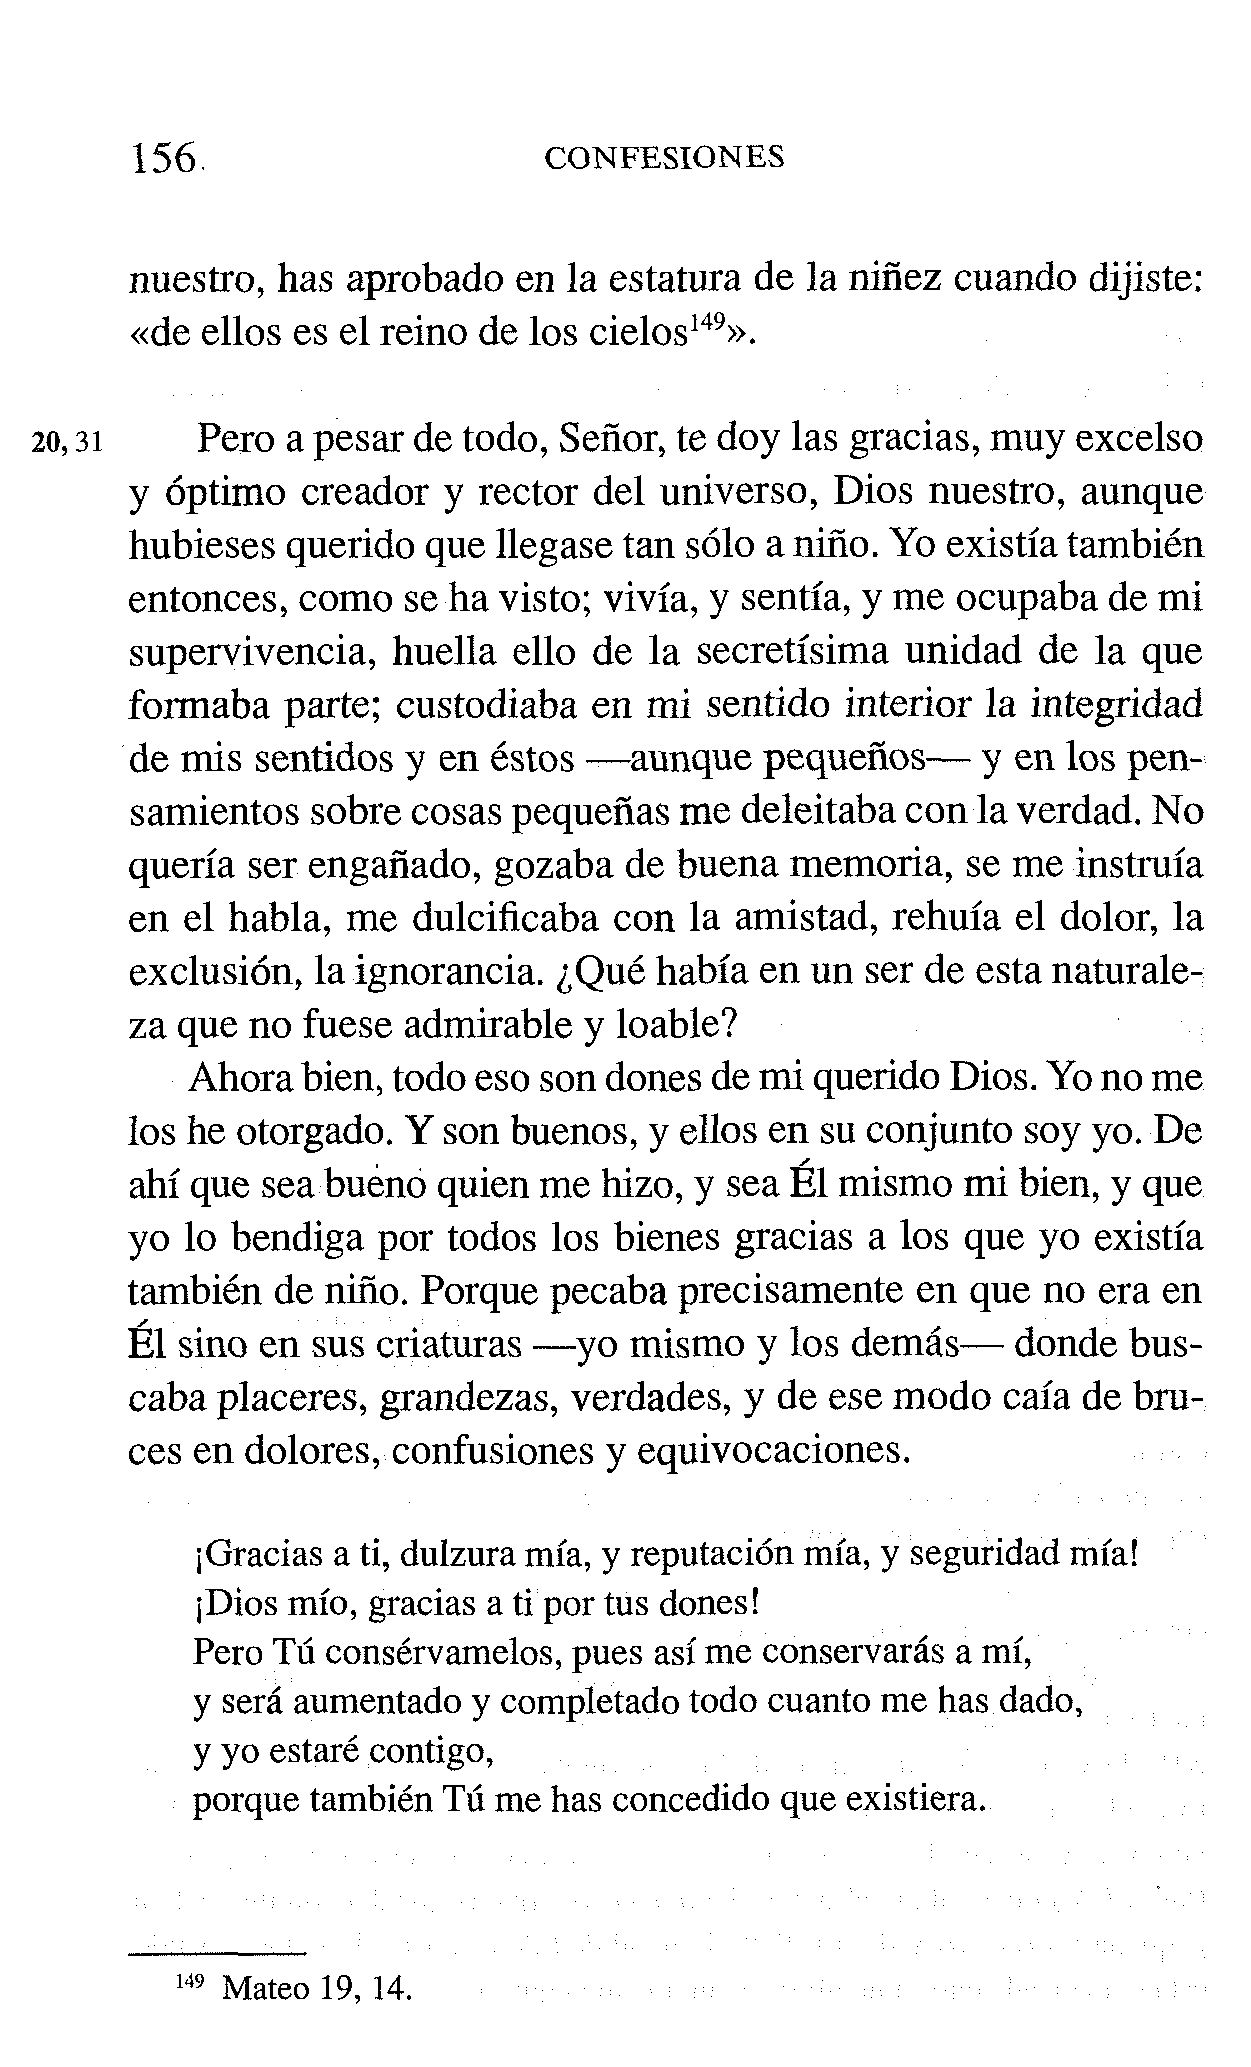 156.
CONFESIONES
nuestro, has aprobado en la estatura de la niñez cuando dijiste:
«de ellos es el reino de los cielos¹⁴⁹».
20, 31 Pero a pesar de todo, Señor, te doy las gracias, muy excelso
y óptimo creador y rector del universo, Dios nuestro, aunque
hubieses querido que llegase tan sólo a niño. Yo existía también
entonces, como se ha visto; vivía, y sentía, y me ocupaba de mi
supervivencia, huella ello de la secretísima unidad de la que
formaba parte; custodiaba en mi sentido interior la integridad
de mis sentidos y en éstos —aunque pequeños— y en los pen-
samientos sobre cosas pequeñas me deleitaba con la verdad. No
quería ser engañado, gozaba de buena memoria, se me instruía
en el habla, me dulcificaba con la amistad, rehuía el dolor, la
exclusión, la ignorancia. ¿Qué había en un ser de esta naturale-
za que no fuese admirable y loable?
Ahora bien, todo eso son dones de mi querido Dios. Yo no me
los he otorgado. Y son buenos, y ellos en su conjunto soy yo. De
ahí que sea bueno quien me hizo, y sea Él mismo mi bien, y que
yo lo bendiga por todos los bienes gracias a los que yo existía
también de niño. Porque pecaba precisamente en que no era en
Él sino en sus criaturas —yo mismo y los demás— donde bus-
caba placeres, grandezas, verdades, y de ese modo caía de bru-
ces en dolores, confusiones y equivocaciones.
¡Gracias a ti, dulzura mía, y reputación mía, y seguridad mía!
¡Dios mío, gracias a ti por tus dones!
Pero Tú consérvamelos, pues así me conservarás a mí,
y será aumentado y completado todo cuanto me has dado,
y yo estaré contigo,
porque también Tú me has concedido que existiera.
¹⁴⁹ Mateo 19, 14.